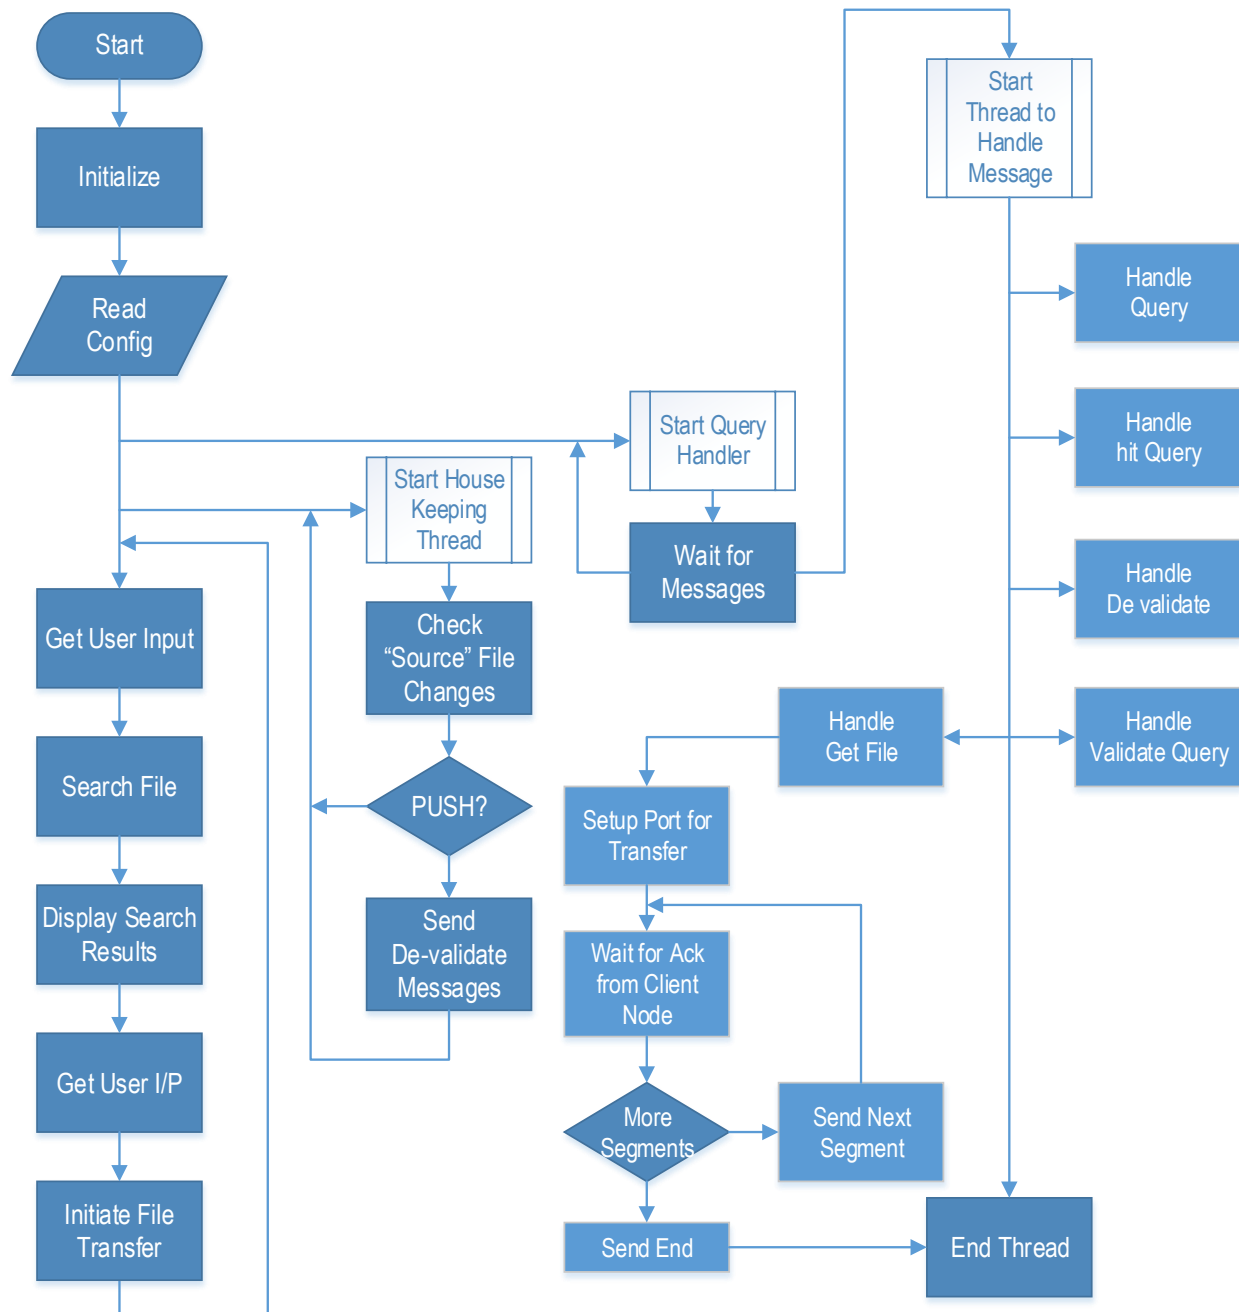 Start
Initialize
Read
Config
Get User Input
Search File
Display Search
Results
Get User I/P
Initiate File
Transfer
Start House
Keeping
Thread
Check
“Source” File
Changes
PUSH?
Send
De-validate
Messages
Start Query
Handler
Wait for
Messages
Start
Thread to
Handle
Message
Handle
Query
Handle
hit Query
Handle
De validate
Handle
Validate Query
Handle
Get File
Setup Port for
Transfer
Wait for Ack
from Client
Node
More
Segments
Send Next
Segment
Send End
End Thread